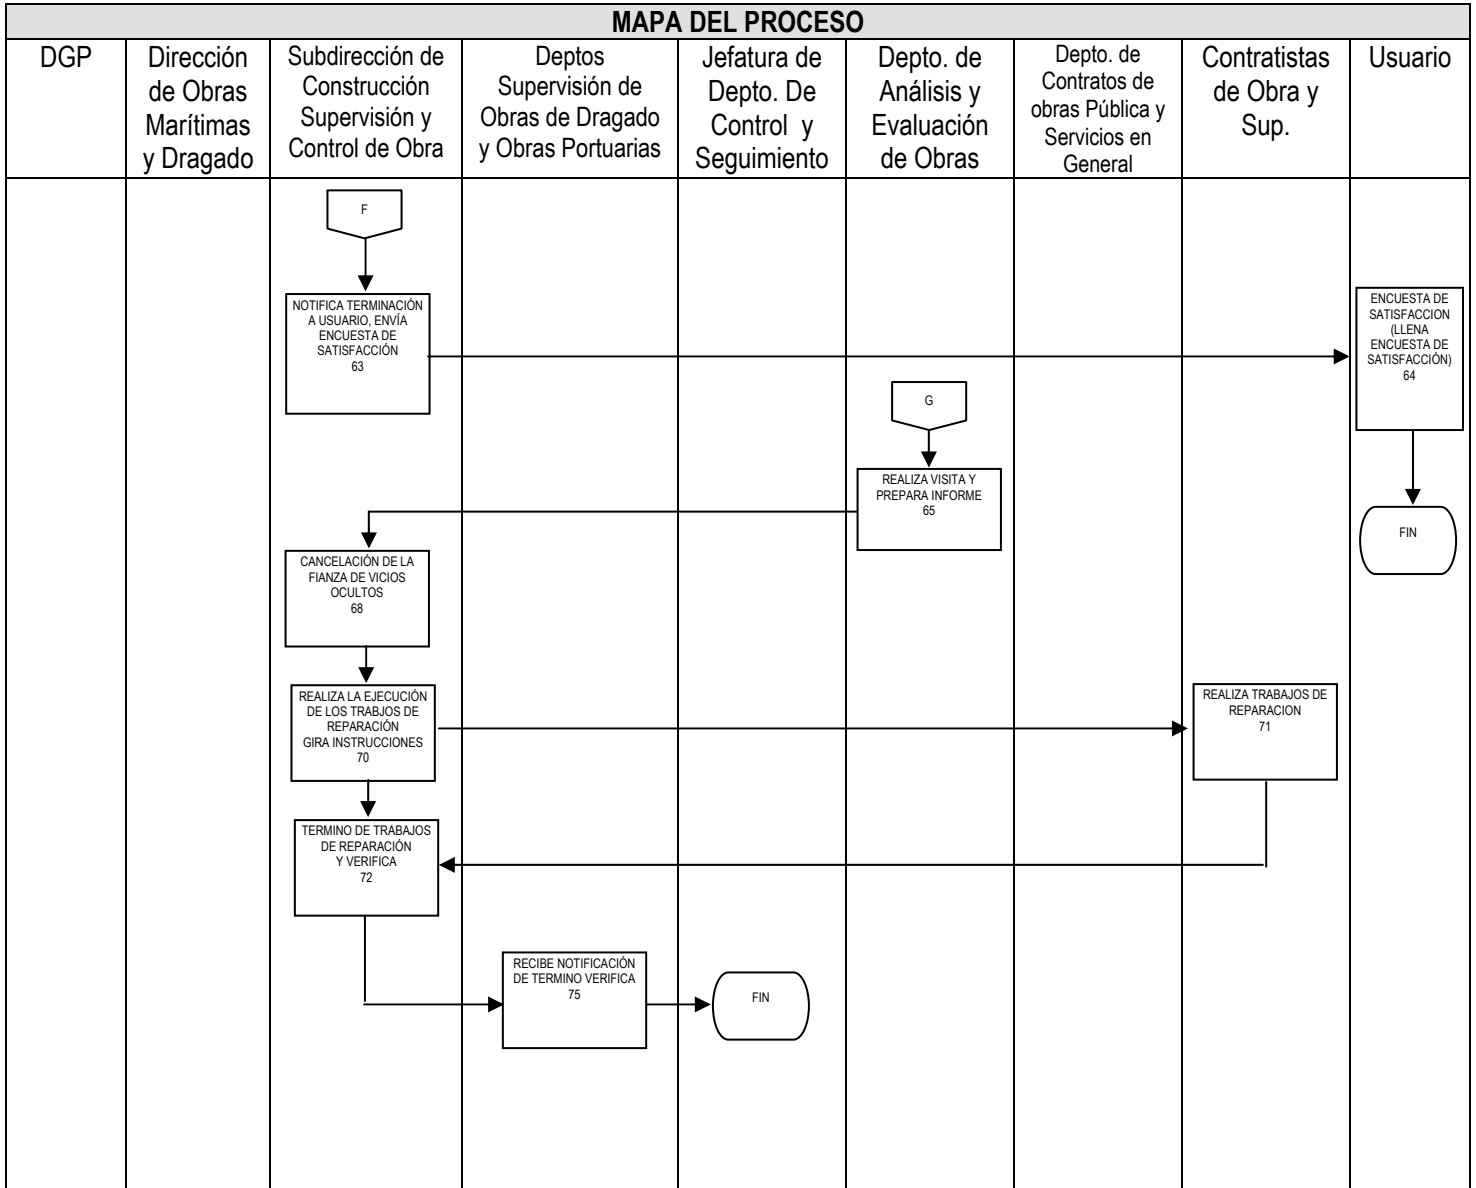 MAPA DEL PROCESO
DGP
Dirección
de Obras
Marítimas
y Dragado
Subdirección de
Construcción
Supervisión y
Control de Obra
Deptos
Supervisión de
Obras de Dragado
y Obras Portuarias
Jefatura de
Depto. De
Control y
Seguimiento
Depto. de
Análisis y
Evaluación
de Obras
Depto. de
Contratos de
obras Pública y
Servicios en
General
Contratistas
de Obra y
Sup.
Usuario
F
NOTIFICA TERMINACIÓN
A USUARIO, ENVÍA
ENCUESTA DE
SATISFACCIÓN
63
ENCUESTA DE
SATISFACCION
(LLENA
ENCUESTA DE
SATISFACCIÓN)
64
G
REALIZA VISITA Y
PREPARA INFORME
65
FIN
CANCELACIÓN DE LA
FIANZA DE VICIOS
OCULTOS
68
REALIZA LA EJECUCIÓN
DE LOS TRABJOS DE
REPARACIÓN
GIRA INSTRUCCIONES
70
REALIZA TRABAJOS DE
REPARACION
71
TERMINO DE TRABAJOS
DE REPARACIÓN
Y VERIFICA
72
RECIBE NOTIFICACIÓN
DE TERMINO VERIFICA
75
FIN